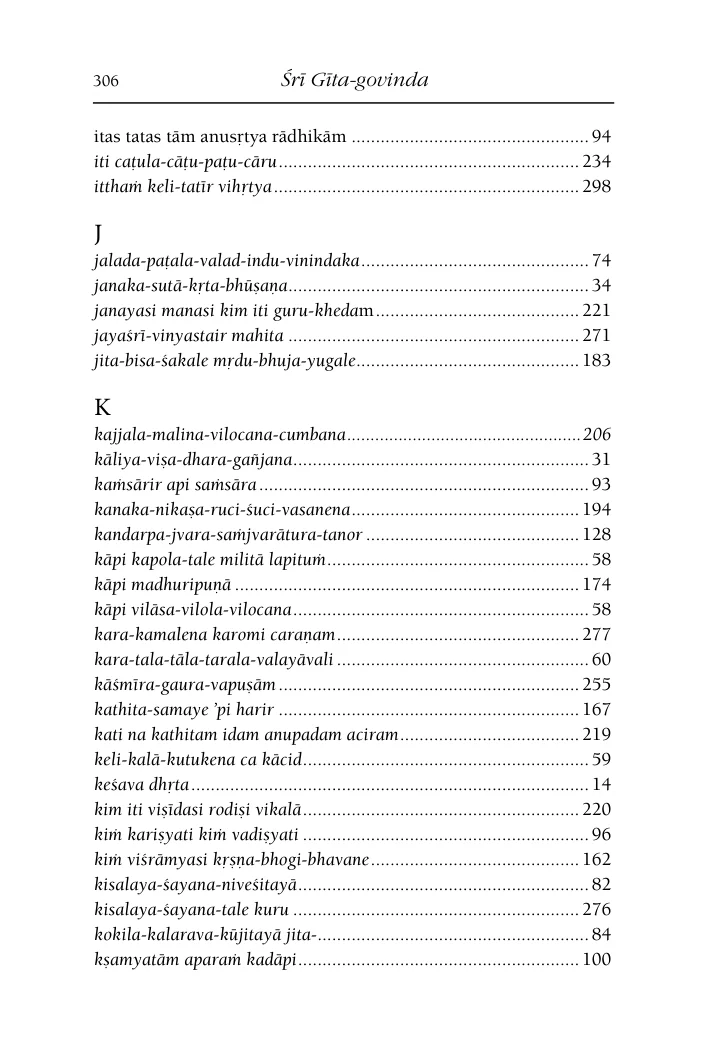 306 Śrī Gīta-govinda
itas tatas tām anusṛtya rādhikām ................................................. 94
iti caṭula-cāṭu-paṭu-cāru.............................................................. 234
itthaṁ keli-tatīr vihṛtya............................................................... 298
J
jalada-paṭala-valad-indu-vinindaka............................................... 74
janaka-sutā-kṛta-bhūṣaṇa.............................................................. 34
janayasi manasi kim iti guru-khedam.......................................... 221
jayaśrī-vinyastair mahita ............................................................ 271
jita-bisa-śakale mṛdu-bhuja-yugale.............................................. 183
K
kajjala-malina-vilocana-cumbana.................................................206
kāliya-viṣa-dhara-gañjana............................................................. 31
kaṁsārir api saṁsāra.................................................................... 93
kanaka-nikaṣa-ruci-śuci-vasanena............................................... 194
kandarpa-jvara-saṁjvarātura-tanor ............................................ 128
kāpi kapola-tale militā lapituṁ...................................................... 58
kāpi madhuripuṇā ....................................................................... 174
kāpi vilāsa-vilola-vilocana............................................................. 58
kara-kamalena karomi caraṇam.................................................. 277
kara-tala-tāla-tarala-valayāvali .................................................... 60
kāśmīra-gaura-vapuṣām.............................................................. 255
kathita-samaye ’pi harir .............................................................. 167
kati na kathitam idam anupadam aciram..................................... 219
keli-kalā-kutukena ca kācid........................................................... 59
keśava dhṛta.................................................................................. 14
kim iti viṣīdasi rodiṣi vikalā......................................................... 220
kiṁ kariṣyati kiṁ vadiṣyati ........................................................... 96
kiṁ viśrāmyasi kṛṣṇa-bhogi-bhavane........................................... 162
kisalaya-śayana-niveśitayā............................................................ 82
kisalaya-śayana-tale kuru ........................................................... 276
kokila-kalarava-kūjitayā jita-........................................................ 84
kṣamyatām aparaṁ kadāpi.......................................................... 100